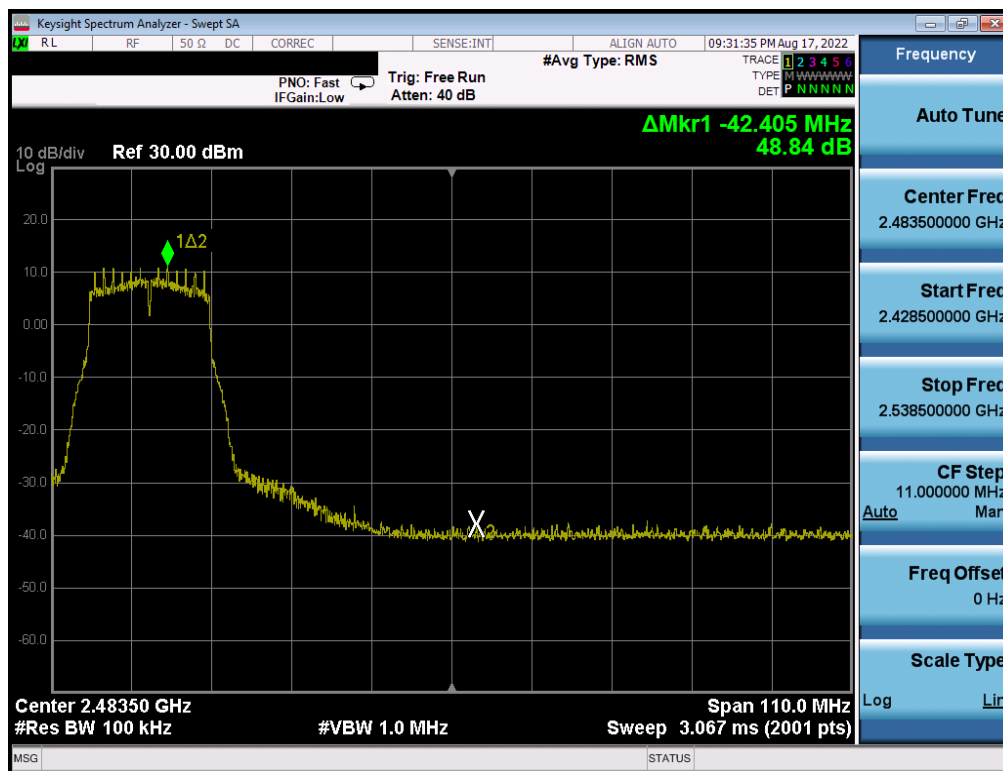 Keysight Spectrum Analyzer - Swept SA
LXI RL RF 50 Ω DC CORREC SENSE:INT ALIGN AUTO 09:31:35 PM Aug 17, 2022
#Avg Type: RMS
TRACE 1 2 3 4 5 6
PNO: Fast Trig: Free Run TYPE M WWWWW
IFGain:Low Atten: 40 dB DET P N N N N N
ΔMkr1 -42.405 MHz
48.84 dB
10 dB/div Ref 30.00 dBm
Log
20.0
1Δ2
10.0
0.00
-10.0
-20.0
-30.0
-40.0
X2
-50.0
-60.0
Center 2.48350 GHz Span 110.0 MHz
#Res BW 100 kHz #VBW 1.0 MHz Sweep 3.067 ms (2001 pts)
MSG STATUS
Frequency
Auto Tune
Center Freq
2.483500000 GHz
Start Freq
2.428500000 GHz
Stop Freq
2.538500000 GHz
CF Step
11.000000 MHz
Auto Man
Freq Offset
0 Hz
Scale Type
Log Lin